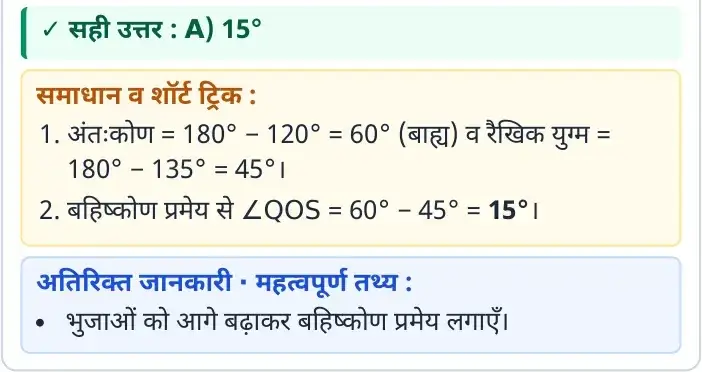 ✓ सही उत्तर : A) 15°
समाधान व शॉर्ट ट्रिक :
1. अंतःकोण = 180° − 120° = 60° (बाह्य) व रैखिक युग्म =
180° − 135° = 45°।
2. बहिष्कोण प्रमेय से ∠QOS = 60° − 45° = 15°।
अतिरिक्त जानकारी · महत्वपूर्ण तथ्य :
• भुजाओं को आगे बढ़ाकर बहिष्कोण प्रमेय लगाएँ।